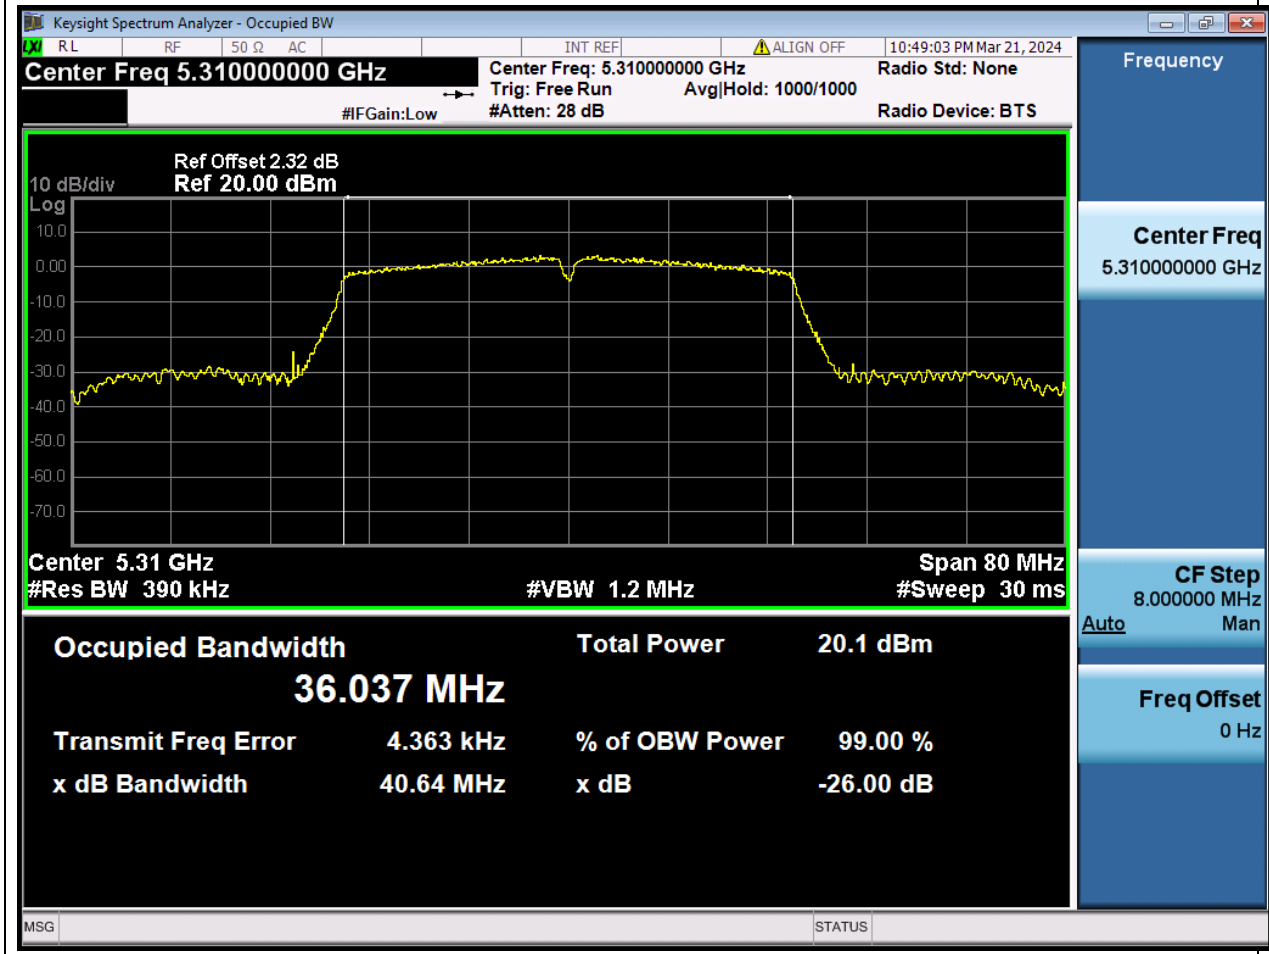 Keysight Spectrum Analyzer - Occupied BW
LXI RL RF 50 Ω AC INT REF ALIGN OFF 10:49:03 PM Mar 21, 2024
Center Freq 5.310000000 GHz
Center Freq: 5.310000000 GHz
Radio Std: None
Trig: Free Run Avg|Hold: 1000/1000
#IFGain:Low
#Atten: 28 dB
Radio Device: BTS
Ref Offset 2.32 dB
10 dB/div Ref 20.00 dBm
Log
10.0
0.00
-10.0
-20.0
-30.0
-40.0
-50.0
-60.0
-70.0
Center 5.31 GHz Span 80 MHz
#Res BW 390 kHz #VBW 1.2 MHz #Sweep 30 ms
Occupied Bandwidth Total Power 20.1 dBm
36.037 MHz
Transmit Freq Error 4.363 kHz % of OBW Power 99.00 %
x dB Bandwidth 40.64 MHz x dB -26.00 dB
MSG STATUS
Frequency
Center Freq
5.310000000 GHz
CF Step
8.000000 MHz
Auto Man
Freq Offset
0 Hz